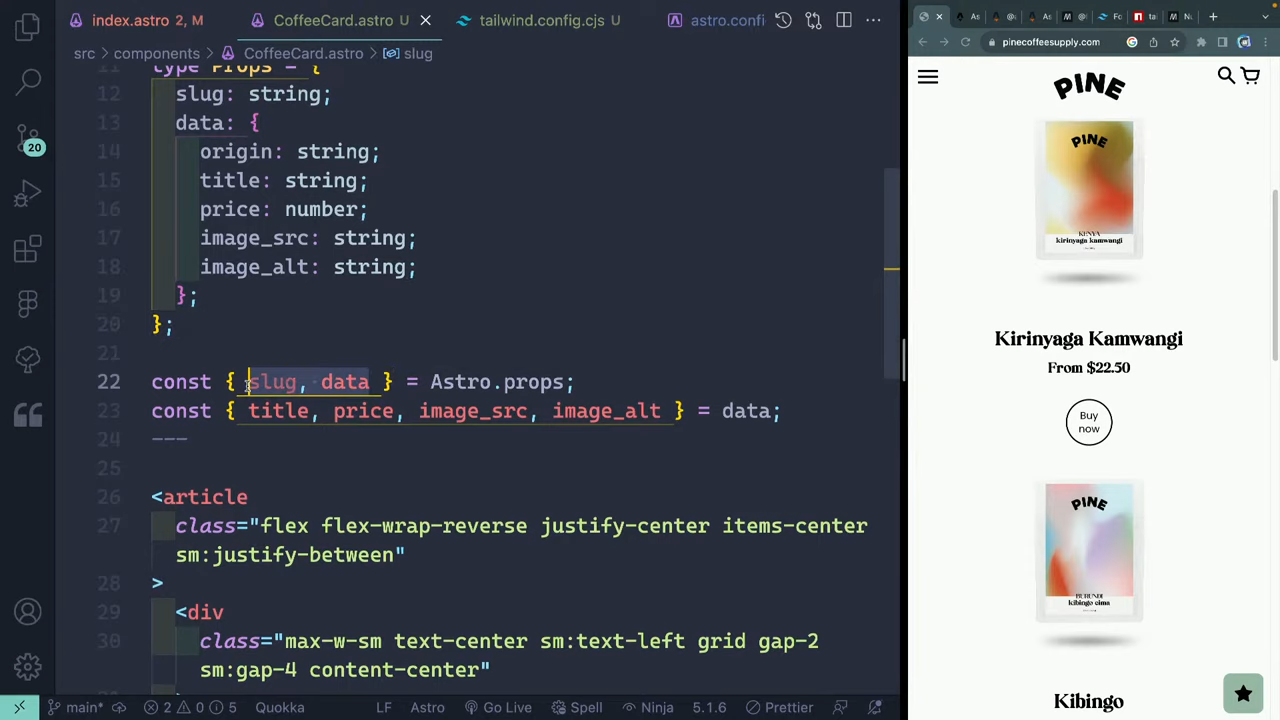 index.astro 2, M
CoffeeCard.astro U
tailwind.config.cjs U
astro.confi
src > components > CoffeeCard.astro > slug
11 type Props = {
12 slug: string;
13 data: {
14 origin: string;
15 title: string;
16 price: number;
17 image_src: string;
18 image_alt: string;
19 };
20 };
21
22 const { slug, data } = Astro.props;
23 const { title, price, image_src, image_alt } = data;
24 ---
25
26 <article
27 class="flex flex-wrap-reverse justify-center items-center
sm:justify-between"
28 >
29 <div
30 class="max-w-sm text-center sm:text-left grid gap-2
sm:gap-4 content-center"
20
main* 2 0 5 Quokka LF Astro Go Live Spell Ninja 5.1.6 Prettier
pinecoffeesupply.com
PINE
PINE
KENYA
kirinyaga kamwangi
Kirinyaga Kamwangi
From $22.50
Buy
now
PINE
BURUNDI
kibingo cima
Kibingo